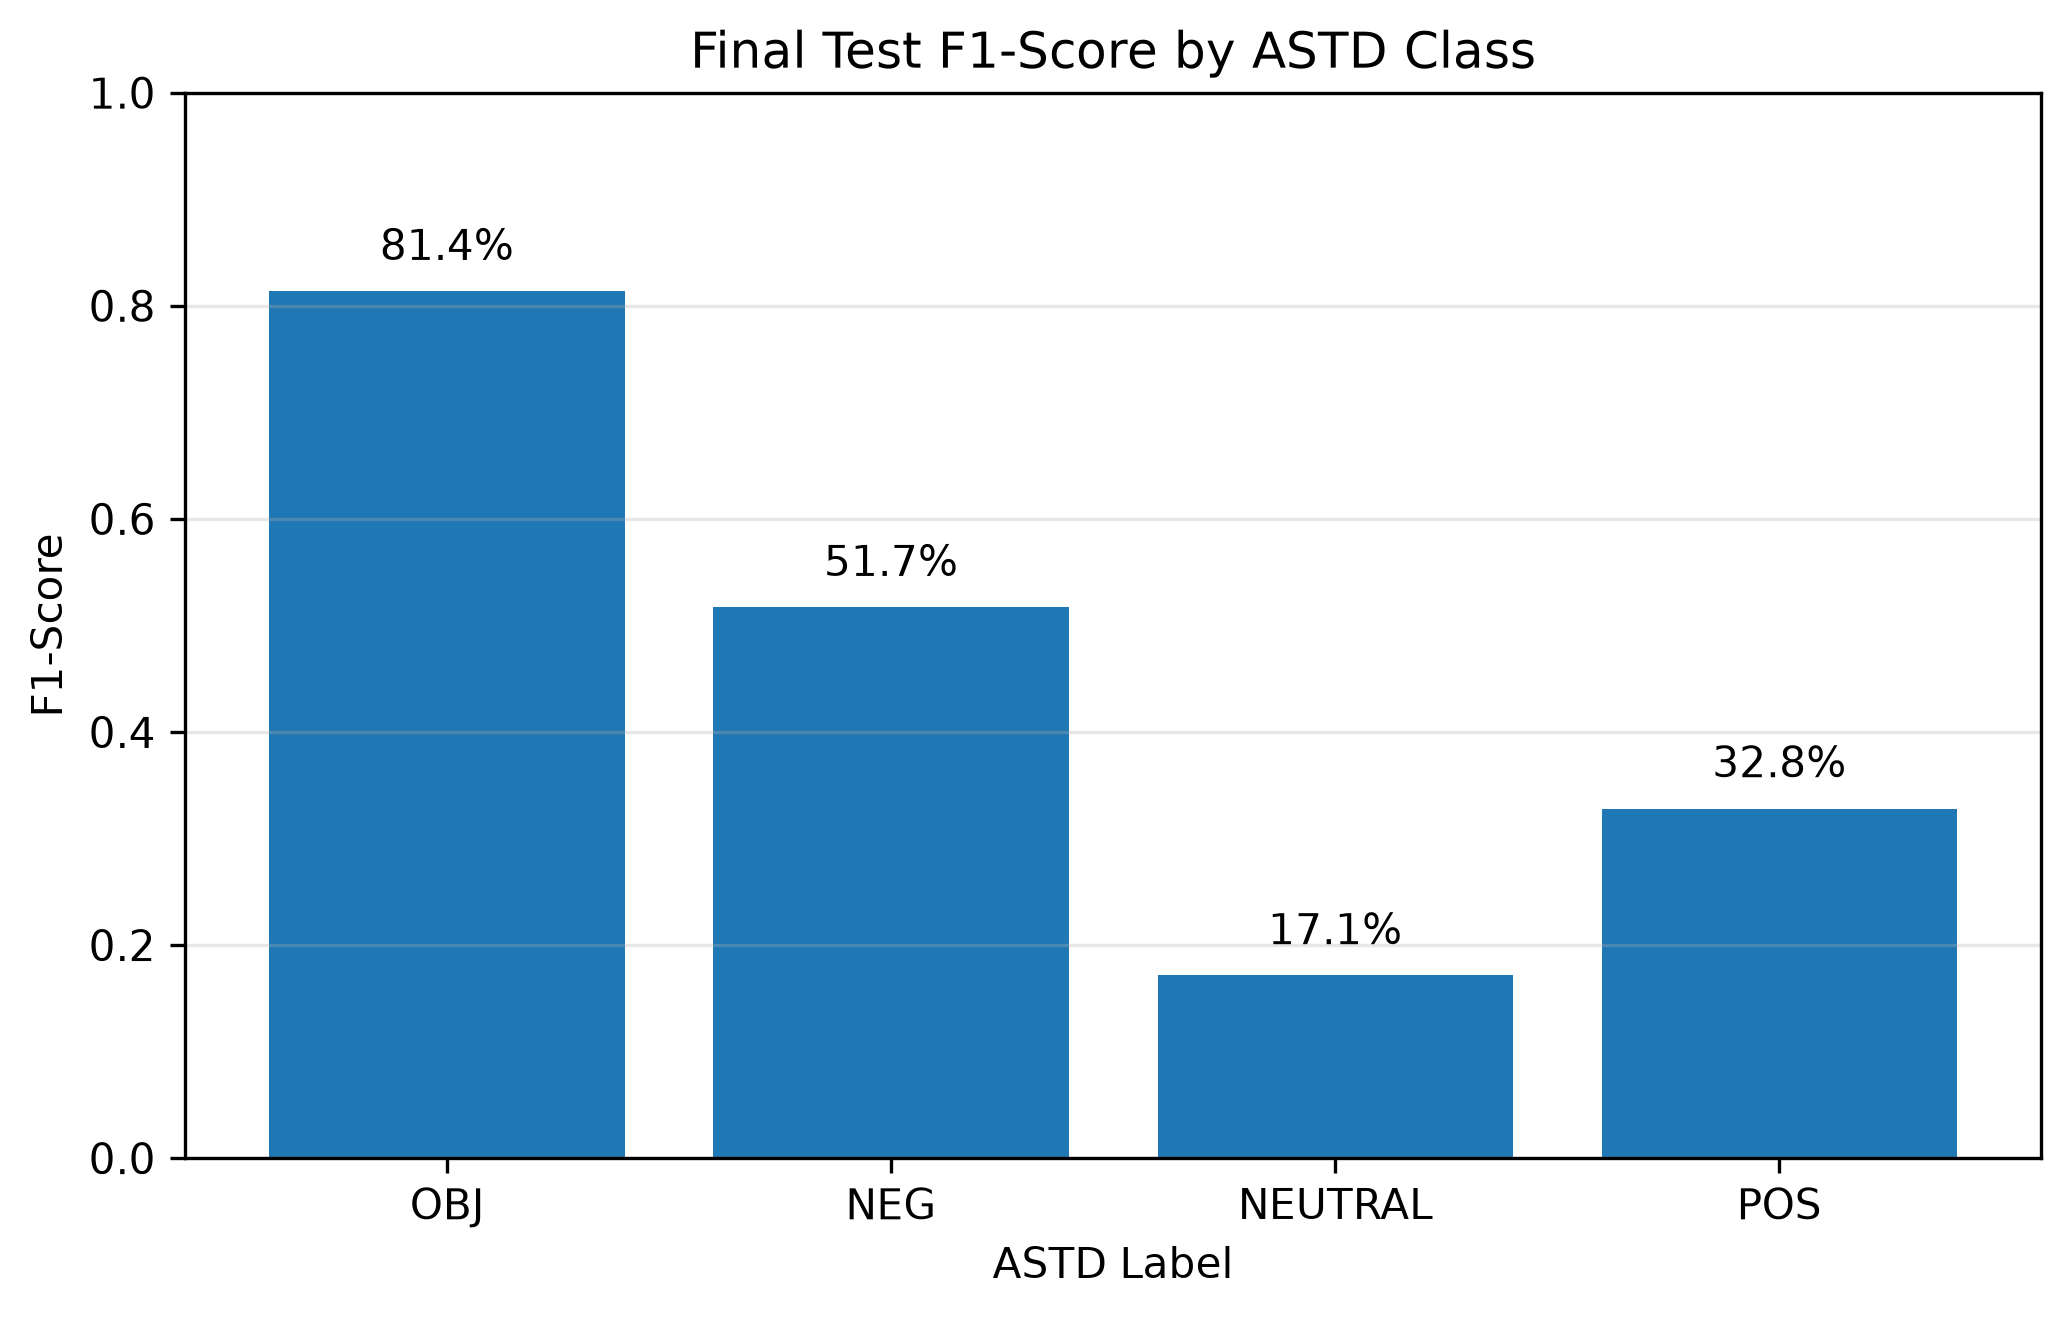 Final Test F1-Score by ASTD Class
1.0
0.8
0.6
0.4
0.2
0.0
F1-Score
81.4%
51.7%
17.1%
32.8%
OBJ
NEG
NEUTRAL
POS
ASTD Label